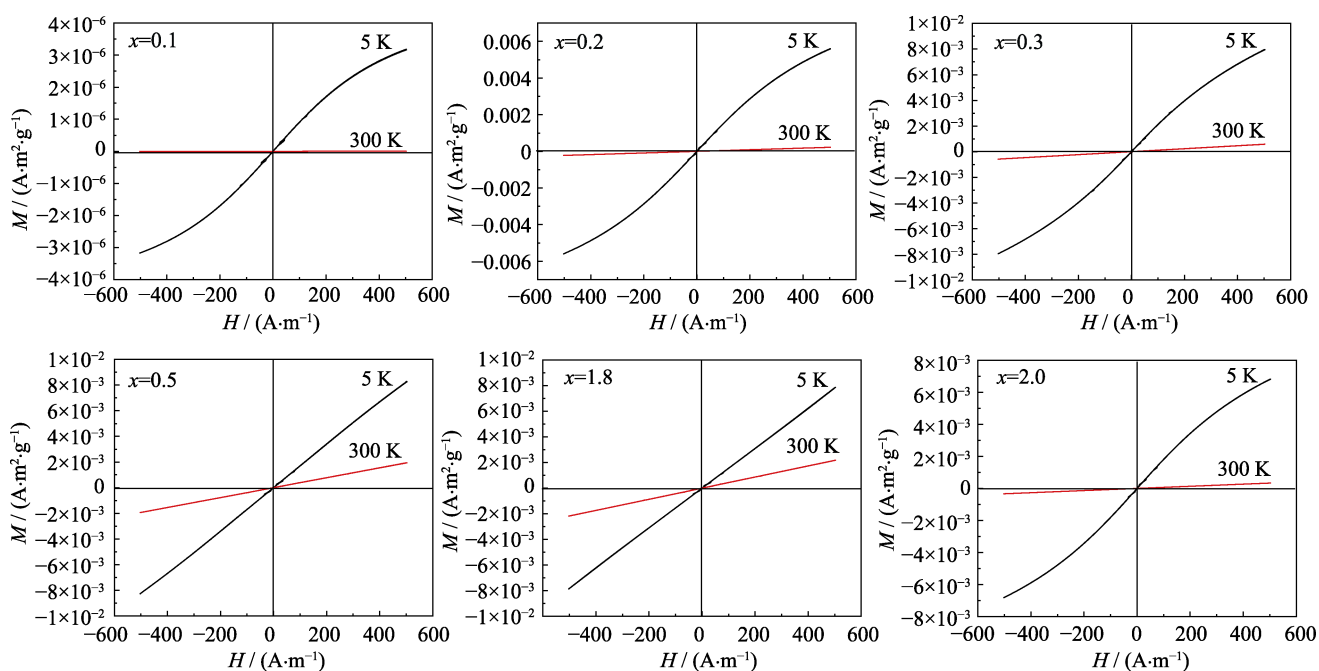 x=0.1
5 K
300 K
4×10⁻⁶
3×10⁻⁶
2×10⁻⁶
1×10⁻⁶
0
−1×10⁻⁶
−2×10⁻⁶
−3×10⁻⁶
−4×10⁻⁶
M / (A·m²·g⁻¹)
−600 −400 −200 0 200 400 600
H / (A·m⁻¹)
x=0.2
5 K
300 K
0.006
0.004
0.002
0
−0.002
−0.004
−0.006
M / (A·m²·g⁻¹)
−600 −400 −200 0 200 400 600
H / (A·m⁻¹)
x=0.3
5 K
300 K
1×10⁻²
8×10⁻³
6×10⁻³
4×10⁻³
2×10⁻³
0
−2×10⁻³
−4×10⁻³
−6×10⁻³
−8×10⁻³
−1×10⁻²
M / (A·m²·g⁻¹)
−600 −400 −200 0 200 400 600
H / (A·m⁻¹)
x=0.5
5 K
300 K
1×10⁻²
8×10⁻³
6×10⁻³
4×10⁻³
2×10⁻³
0
−2×10⁻³
−4×10⁻³
−6×10⁻³
−8×10⁻³
−1×10⁻²
M / (A·m²·g⁻¹)
−600 −400 −200 0 200 400 600
H / (A·m⁻¹)
x=1.8
5 K
300 K
1×10⁻²
8×10⁻³
6×10⁻³
4×10⁻³
2×10⁻³
0
−2×10⁻³
−4×10⁻³
−6×10⁻³
−8×10⁻³
−1×10⁻²
M / (A·m²·g⁻¹)
−600 −400 −200 0 200 400 600
H / (A·m⁻¹)
x=2.0
5 K
300 K
8×10⁻³
6×10⁻³
4×10⁻³
2×10⁻³
0
−2×10⁻³
−4×10⁻³
−6×10⁻³
−8×10⁻³
M / (A·m²·g⁻¹)
−600 −400 −200 0 200 400 600
H / (A·m⁻¹)